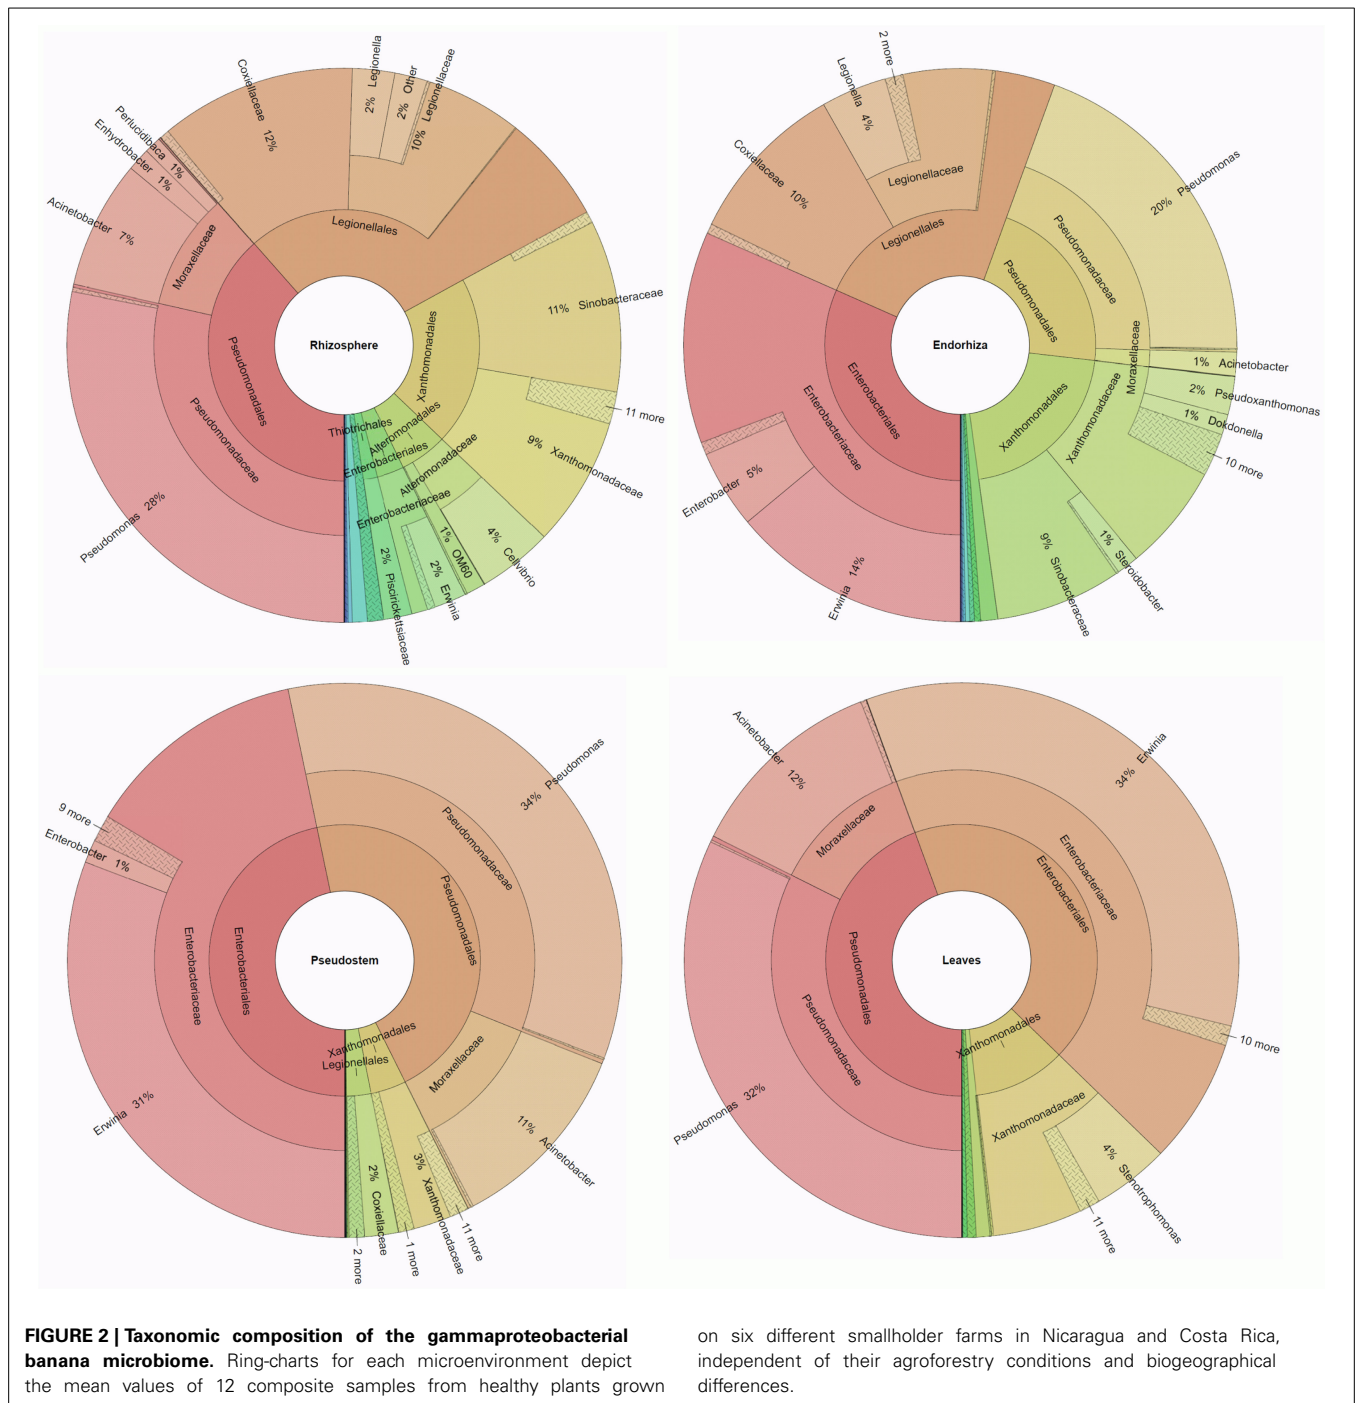 Coxiellaceae 12%
2% Legionella
2% Other
10% Legionellaceae
Perlucidibaca 1%
Enhydrobacter 1%
Acinetobacter 7%
Moraxellaceae
Legionellales
Pseudomonadales
Pseudomonadaceae
Pseudomonas 28%
Rhizosphere
Xanthomonadales
11% Sinobacteraceae
11 more
9% Xanthomonadaceae
Thiotrichales
Alteromonadales
Enterobacteriales
Alteromonadaceae
Enterobacteriaceae
4% Cellvibrio
1% OM60
2% Erwinia
2% Piscirickettsiaceae
2 more
Legionella 4%
Coxiellaceae 10%
Legionellaceae
Legionellales
20% Pseudomonas
Pseudomonadaceae
Pseudomonadales
Endorhiza
Moraxellaceae
1% Acinetobacter
2% Pseudoxanthomonas
1% Dokdonella
10 more
Xanthomonadaceae
Xanthomonadales
1% Steroidobacter
9% Sinobacteraceae
Enterobacteriales
Enterobacteriaceae
Enterobacter 5%
Erwinia 14%
34% Pseudomonas
Pseudomonadaceae
Pseudomonadales
9 more
Enterobacter 1%
Enterobacteriales
Enterobacteriaceae
Erwinia 31%
Pseudostem
Xanthomonadales
Legionellales
Moraxellaceae
11% Acinetobacter
11 more
3% Xanthomonadaceae
1 more
2% Coxiellaceae
2 more
Acinetobacter 12%
Moraxellaceae
34% Erwinia
Enterobacteriaceae
Enterobacteriales
Leaves
10 more
Pseudomonadales
Pseudomonadaceae
Pseudomonas 32%
Xanthomonadales
Xanthomonadaceae
4% Stenotrophomonas
11 more
FIGURE 2 | Taxonomic composition of the gammaproteobacterial
banana microbiome. Ring-charts for each microenvironment depict
the mean values of 12 composite samples from healthy plants grown
on six different smallholder farms in Nicaragua and Costa Rica,
independent of their agroforestry conditions and biogeographical
differences.